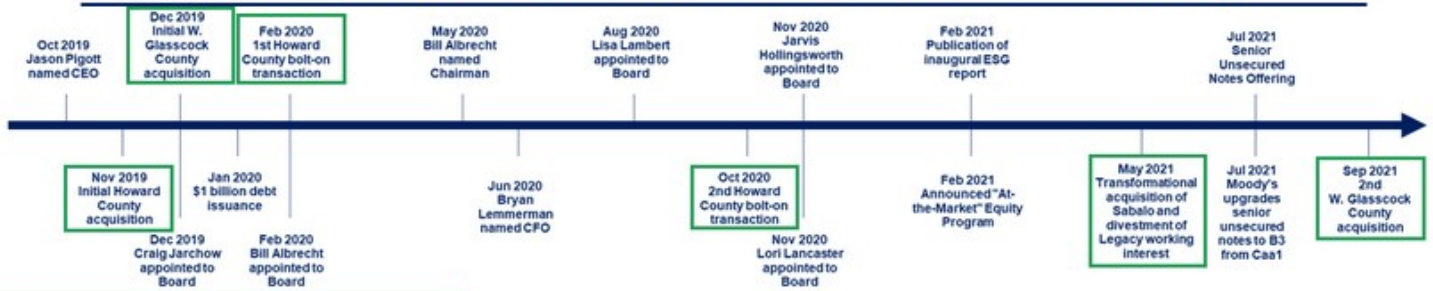 Oct 2019
Jason Pigott
named CEO
Dec 2019
Initial W.
Glasscock
County
acquisition
Feb 2020
1st Howard
County bolt-on
transaction
May 2020
Bill Albrecht
named
Chairman
Aug 2020
Lisa Lambert
appointed to
Board
Nov 2020
Jarvis
Hollingsworth
appointed to
Board
Feb 2021
Publication of
inaugural ESG
report
Jul 2021
Senior
Unsecured
Notes Offering
Nov 2019
Initial Howard
County
acquisition
Dec 2019
Craig Jarchow
appointed to
Board
Jan 2020
$1 billion debt
issuance
Feb 2020
Bill Albrecht
appointed to
Board
Jun 2020
Bryan
Lemmerman
named CFO
Oct 2020
2nd Howard
County bolt-on
transaction
Nov 2020
Lori Lancaster
appointed to
Board
Feb 2021
Announced "At-
the-Market" Equity
Program
May 2021
Transformational
acquisition of
Sabalo and
divestment of
Legacy working
interest
Jul 2021
Moody's
upgrades
senior
unsecured
notes to B3
from Caa1
Sep 2021
2nd
W. Glasscock
County
acquisition